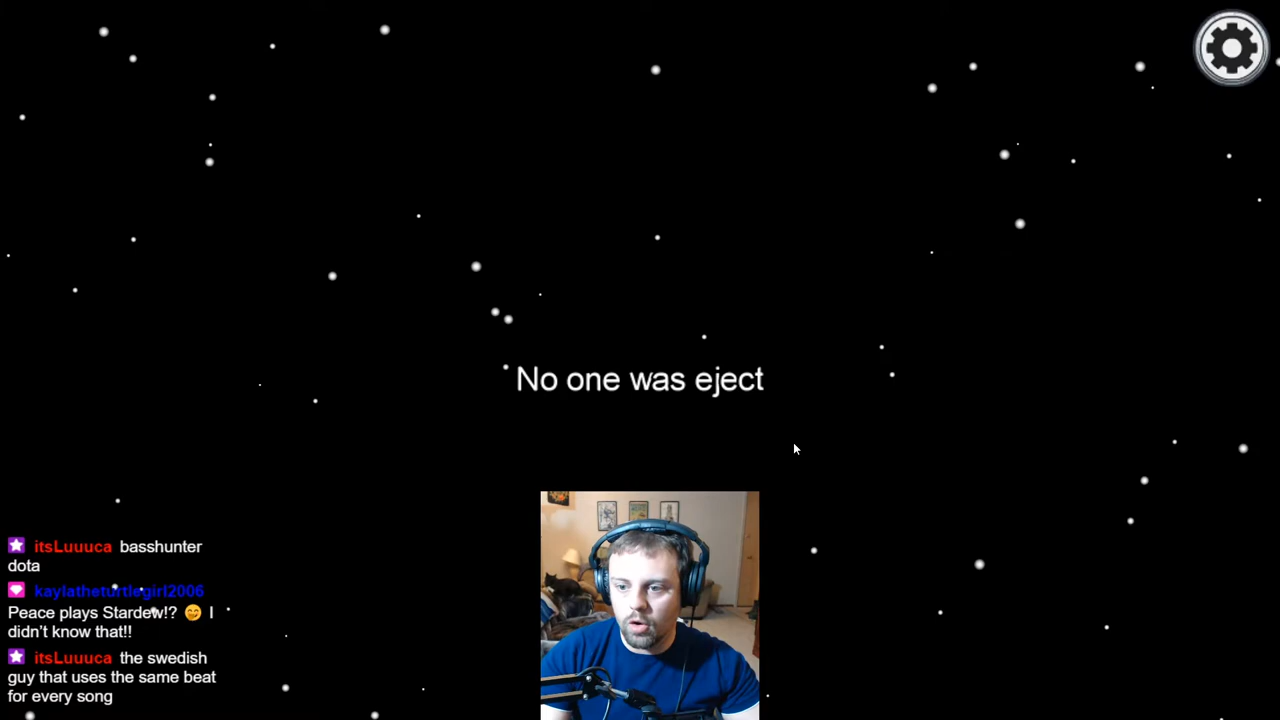 No one was eject
itsLuuuca basshunter
dota
kaylatheturtlegirl2006
Peace plays Stardew!? 😊 I
didn't know that!!
itsLuuuca the swedish
guy that uses the same beat
for every song